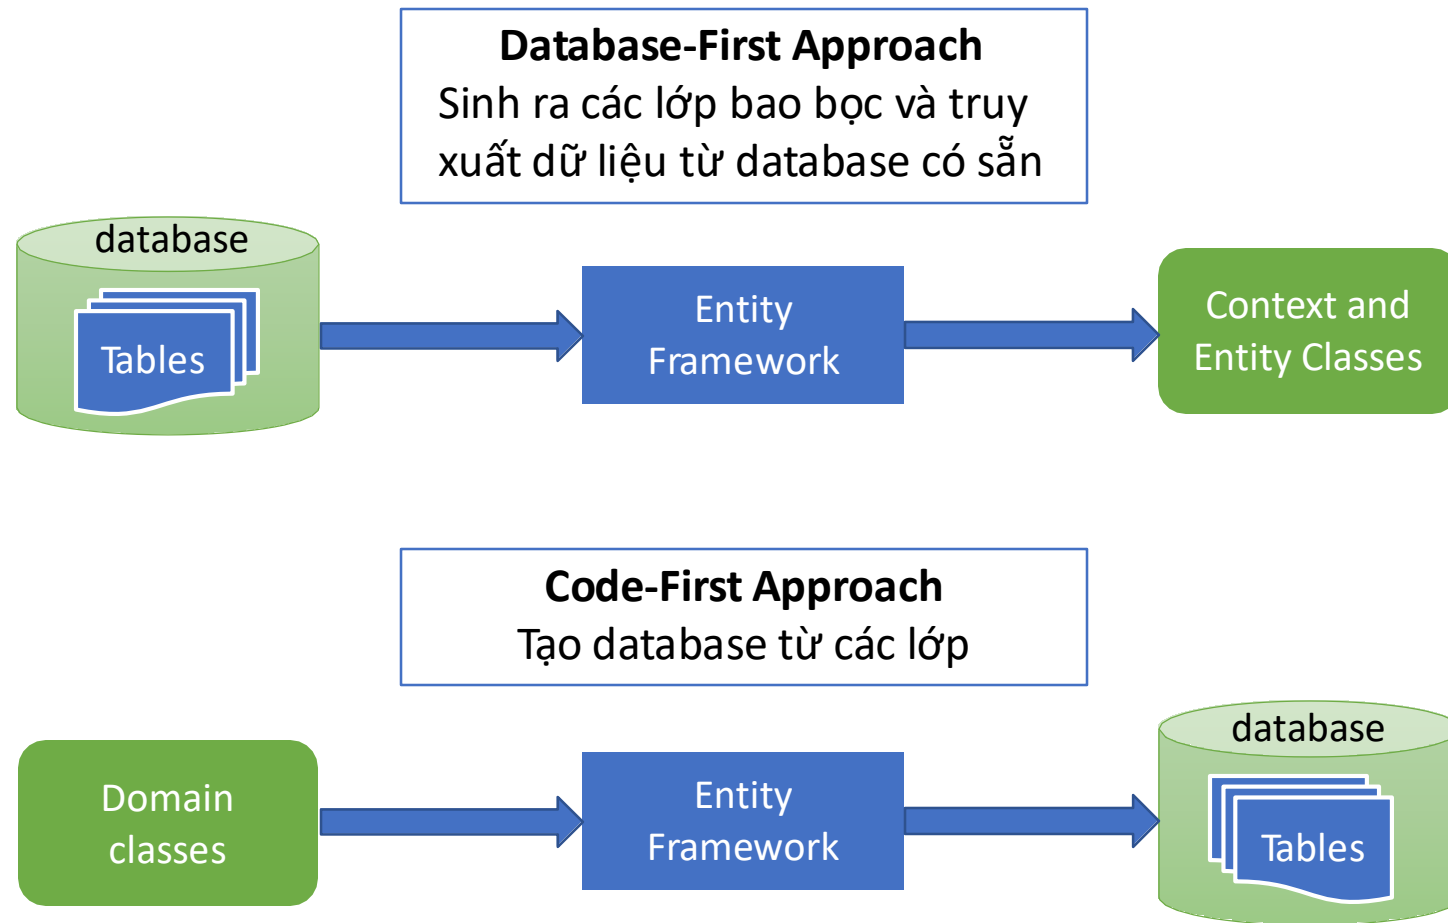 Database-First Approach
Sinh ra các lớp bao bọc và truy
xuất dữ liệu từ database có sẵn
database
Tables
Entity
Framework
Context and
Entity Classes
Code-First Approach
Tạo database từ các lớp
Domain
classes
Entity
Framework
database
Tables